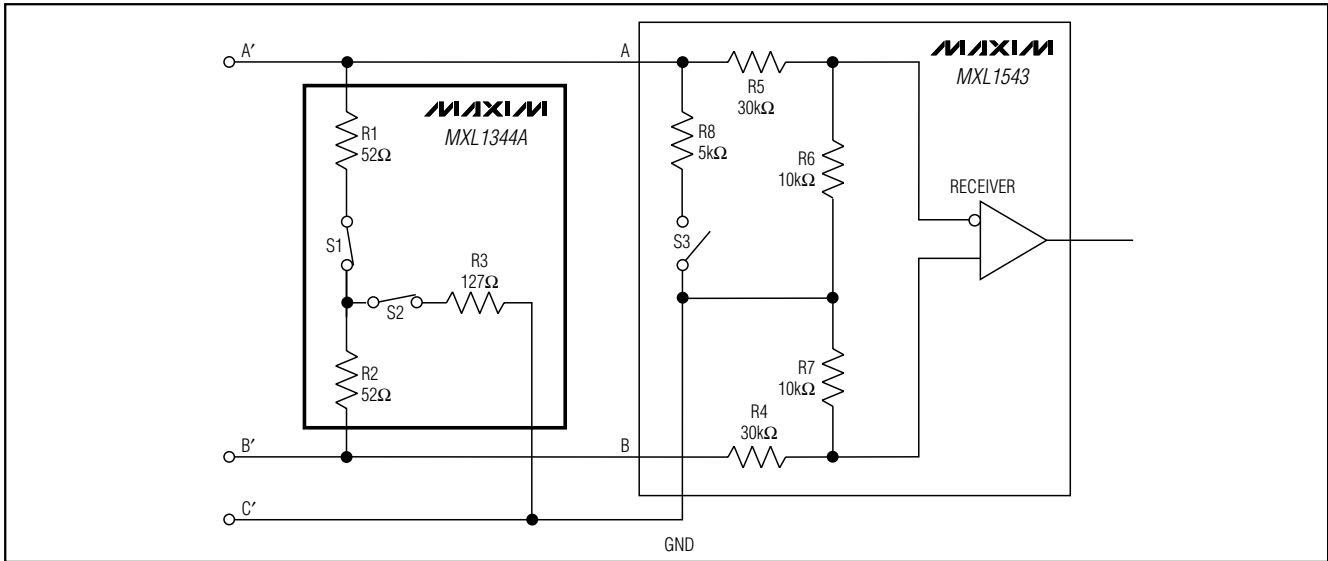 A′
A
MAXIM
MXL1543
R5
30kΩ
MAXIM
MXL1344A
R1
52Ω
R8
5kΩ
R6
10kΩ
RECEIVER
S1
S3
R3
127Ω
S2
R2
52Ω
R7
10kΩ
R4
30kΩ
B′
B
C′
GND